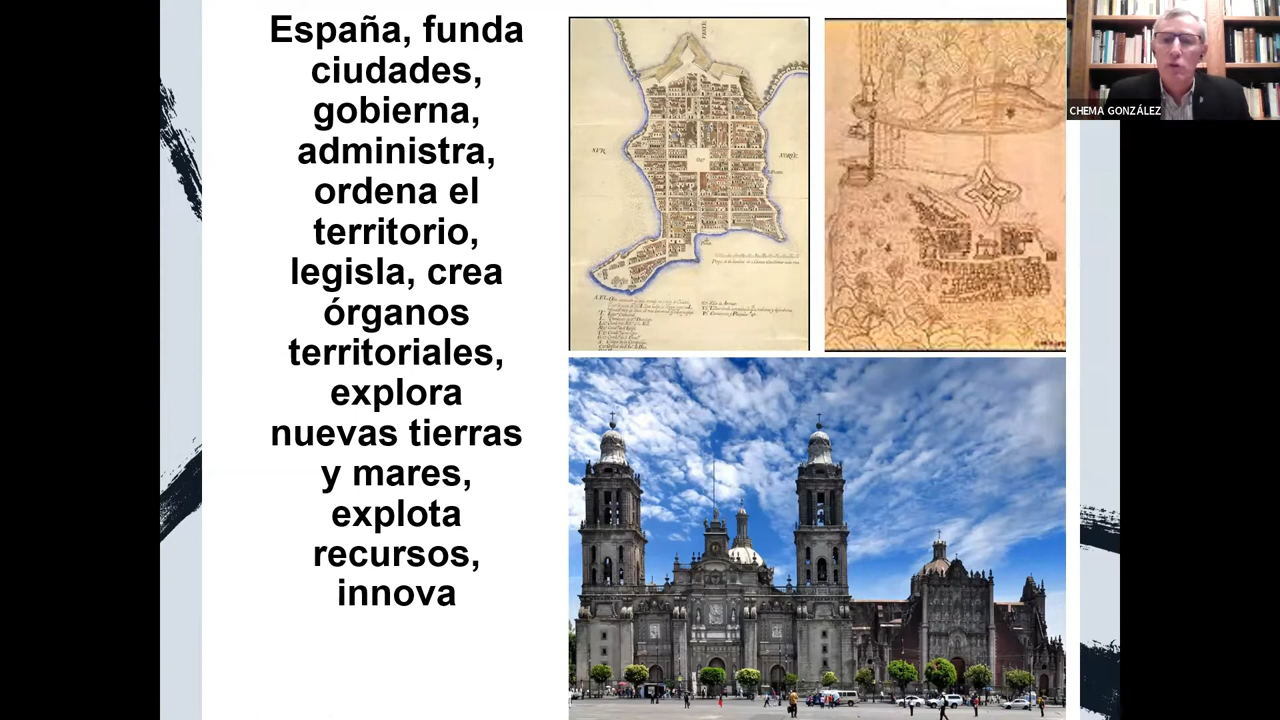 España, funda
ciudades,
gobierna,
administra,
ordena el
territorio,
legisla, crea
órganos
territoriales,
explora
nuevas tierras
y mares,
explota
recursos,
innova
CHEMA GONZÁLEZ